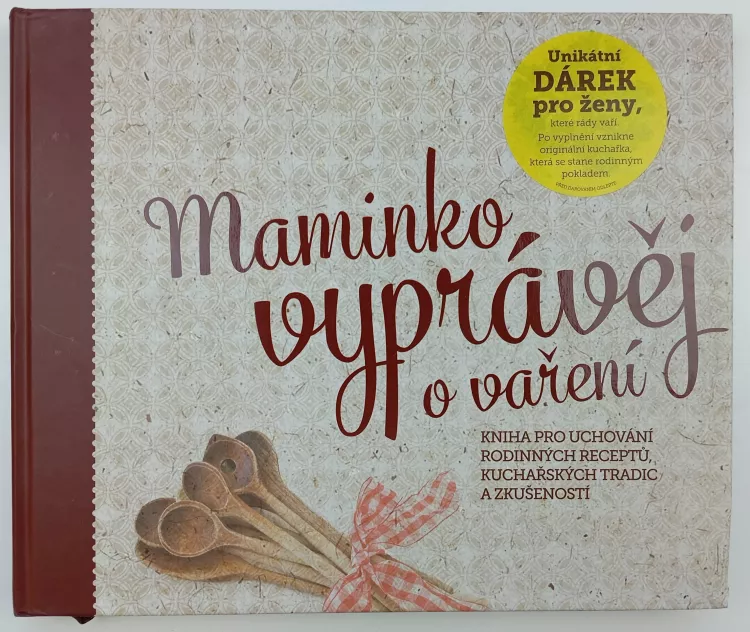 Unikátní
DÁREK
pro ženy,
které rády vaří.
Po vyplnění vznikne
originální kuchařka,
která se stane rodinným
pokladem.
Maminko
vyprávěj
o vaření
KNIHA PRO UCHOVÁNÍ
RODINNÝCH RECEPTŮ,
KUCHAŘSKÝCH TRADIC
A ZKUŠENOSTÍ